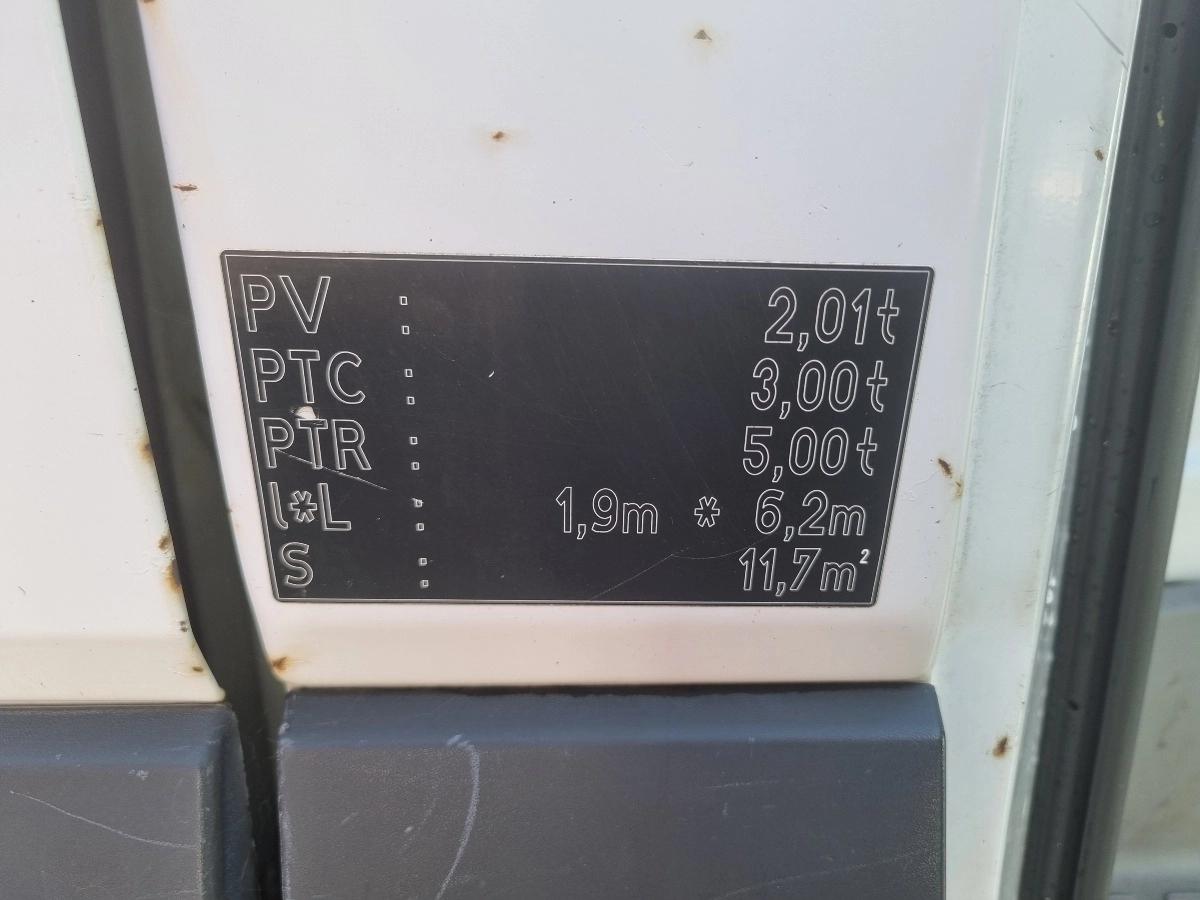 PV : 2,01t
PTC : 3,00t
PTR : 5,00t
l*L : 1,9m * 6,2m
S : 11,7m²